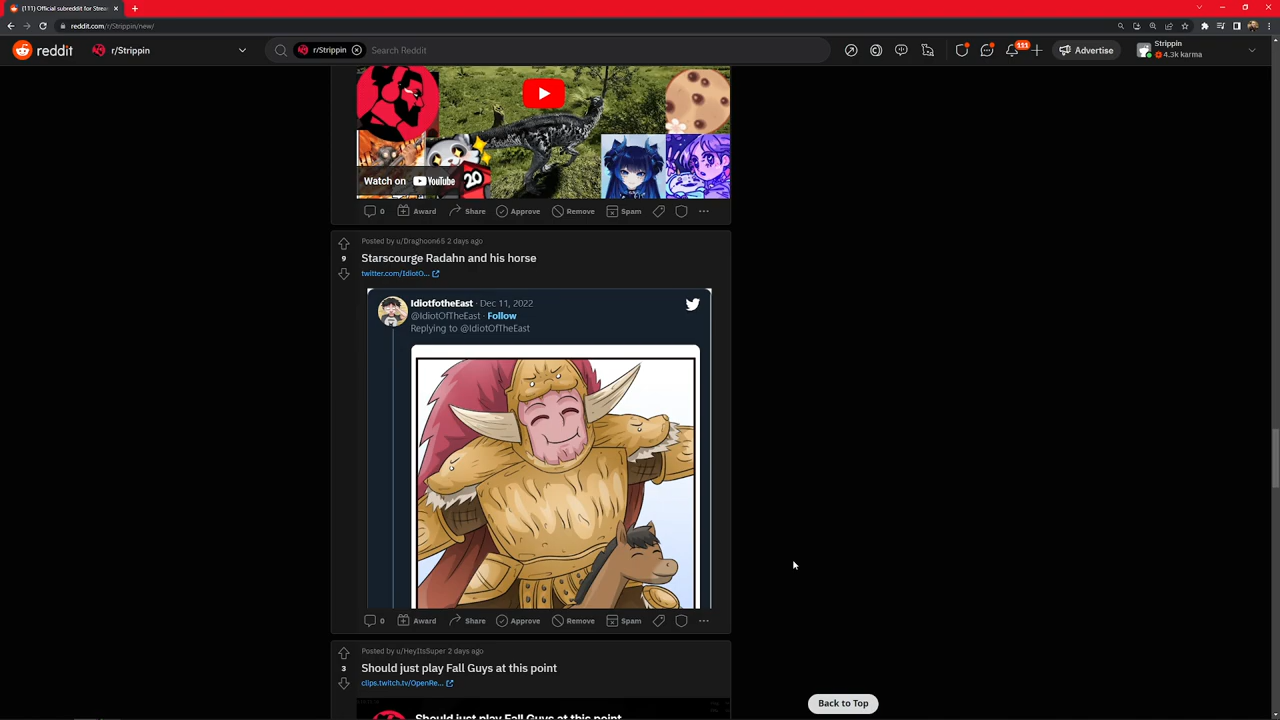 (111) Official subreddit for Strea
reddit.com/r/Strippin/new/
reddit
r/Strippin
r/Strippin
Search Reddit
111
Advertise
Strippin
4.3k karma
Watch on YouTube
20
0
Award
Share
Approve
Remove
Spam
Posted by u/Draghoon65 2 days ago
9
Starscourge Radahn and his horse
twitter.com/IdiotO...
IdiotfotheEast · Dec 11, 2022
@IdiotOfTheEast · Follow
Replying to @IdiotOfTheEast
0
Award
Share
Approve
Remove
Spam
Posted by u/HeyItsSuper 2 days ago
3
Should just play Fall Guys at this point
clips.twitch.tv/OpenRe...
Should just play Fall Guys at this point
Back to Top